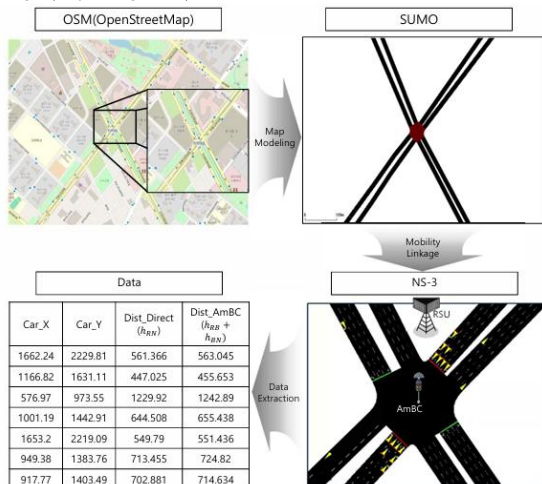 OSM(OpenStreetMap)
SUMO
Map
Modeling
Mobility
Linkage
Data
NS-3
Car_X Car_Y Dist_Direct (h_RN) Dist_AmBC (h_RB + h_BN)
1662.24 2229.81 561.366 563.045
1166.82 1631.11 447.025 455.653
576.97 973.55 1229.92 1242.89
1001.19 1442.91 644.508 655.438
1653.2 2219.09 549.79 551.436
949.38 1383.76 713.455 724.82
917.77 1403.49 702.881 714.634
Data
Extraction
RSU
AmBC